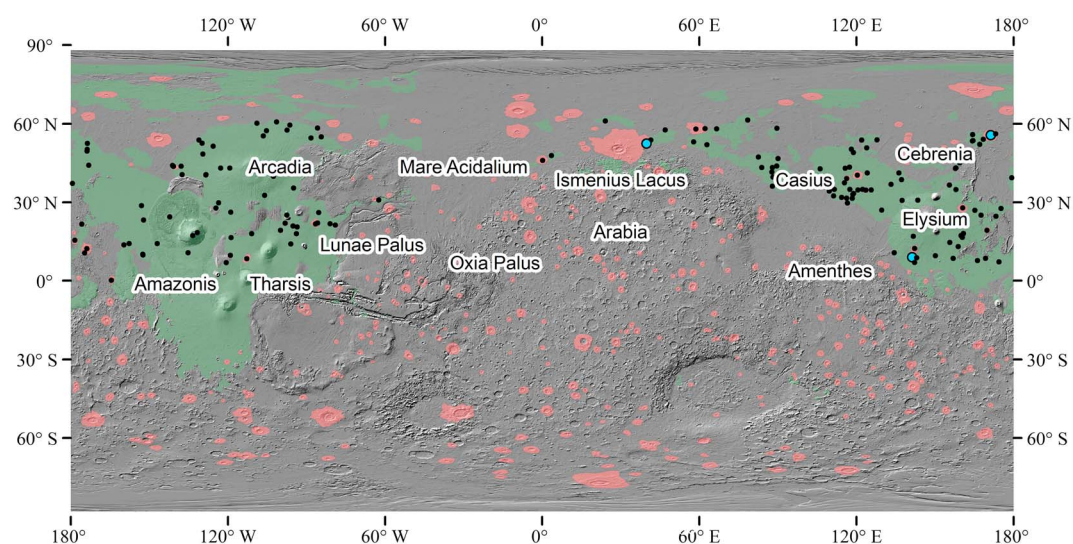 120° W 60° W 0° 60° E 120° E 180°
90°
60° N 60° N
Cebrenia
Arcadia Mare Acidalium
Ismenius Lacus Casius
30° N 30° N
Elysium
Arabia
Lunae Palus
Oxia Palus
Amenthes
0° Amazonis Tharsis 0°
30° S 30° S
60° S 60° S
180° 120° W 60° W 0° 60° E 120° E 180°